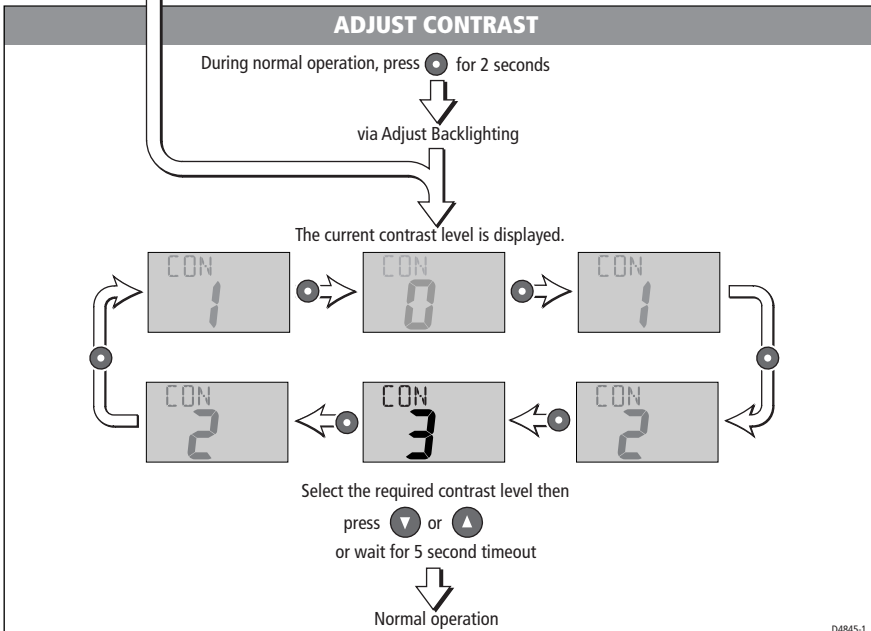 ADJUST CONTRAST
During normal operation, press for 2 seconds
via Adjust Backlighting
The current contrast level is displayed.
CON
1
CON
0
CON
1
CON
2
CON
3
CON
2
Select the required contrast level then
press or
or wait for 5 second timeout
Normal operation
D4845-1